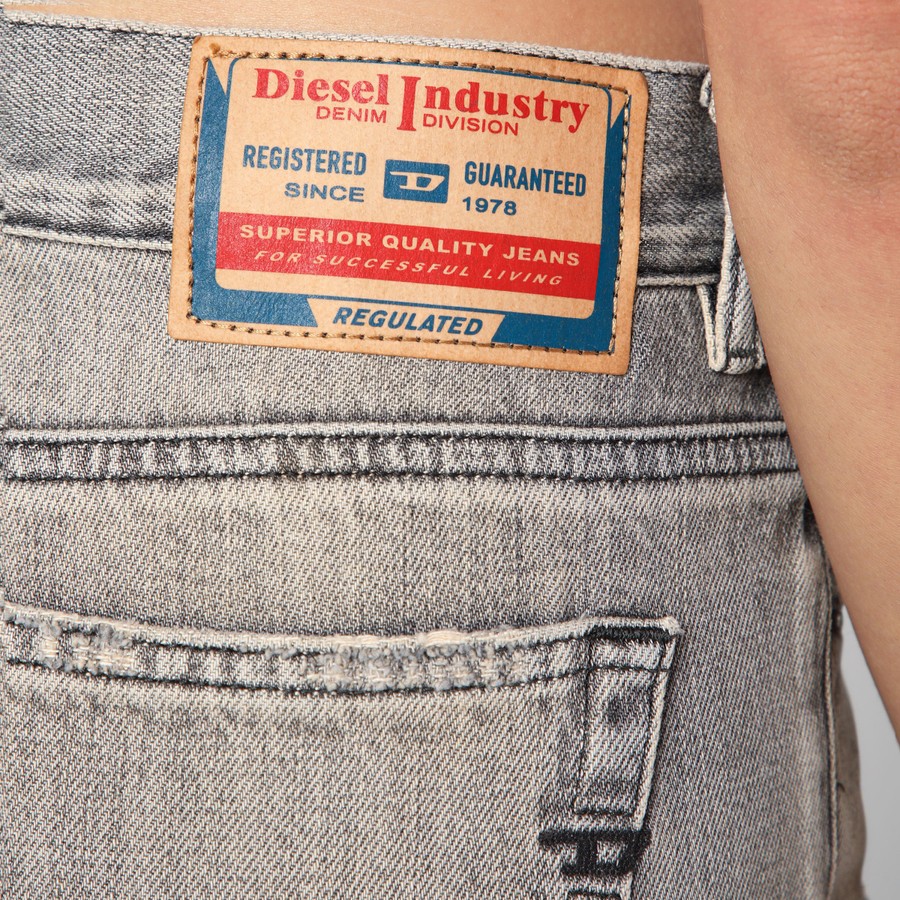 Diesel Industry
DENIM DIVISION
REGISTERED GUARANTEED
SINCE D 1978
SUPERIOR QUALITY JEANS
FOR SUCCESSFUL LIVING
REGULATED